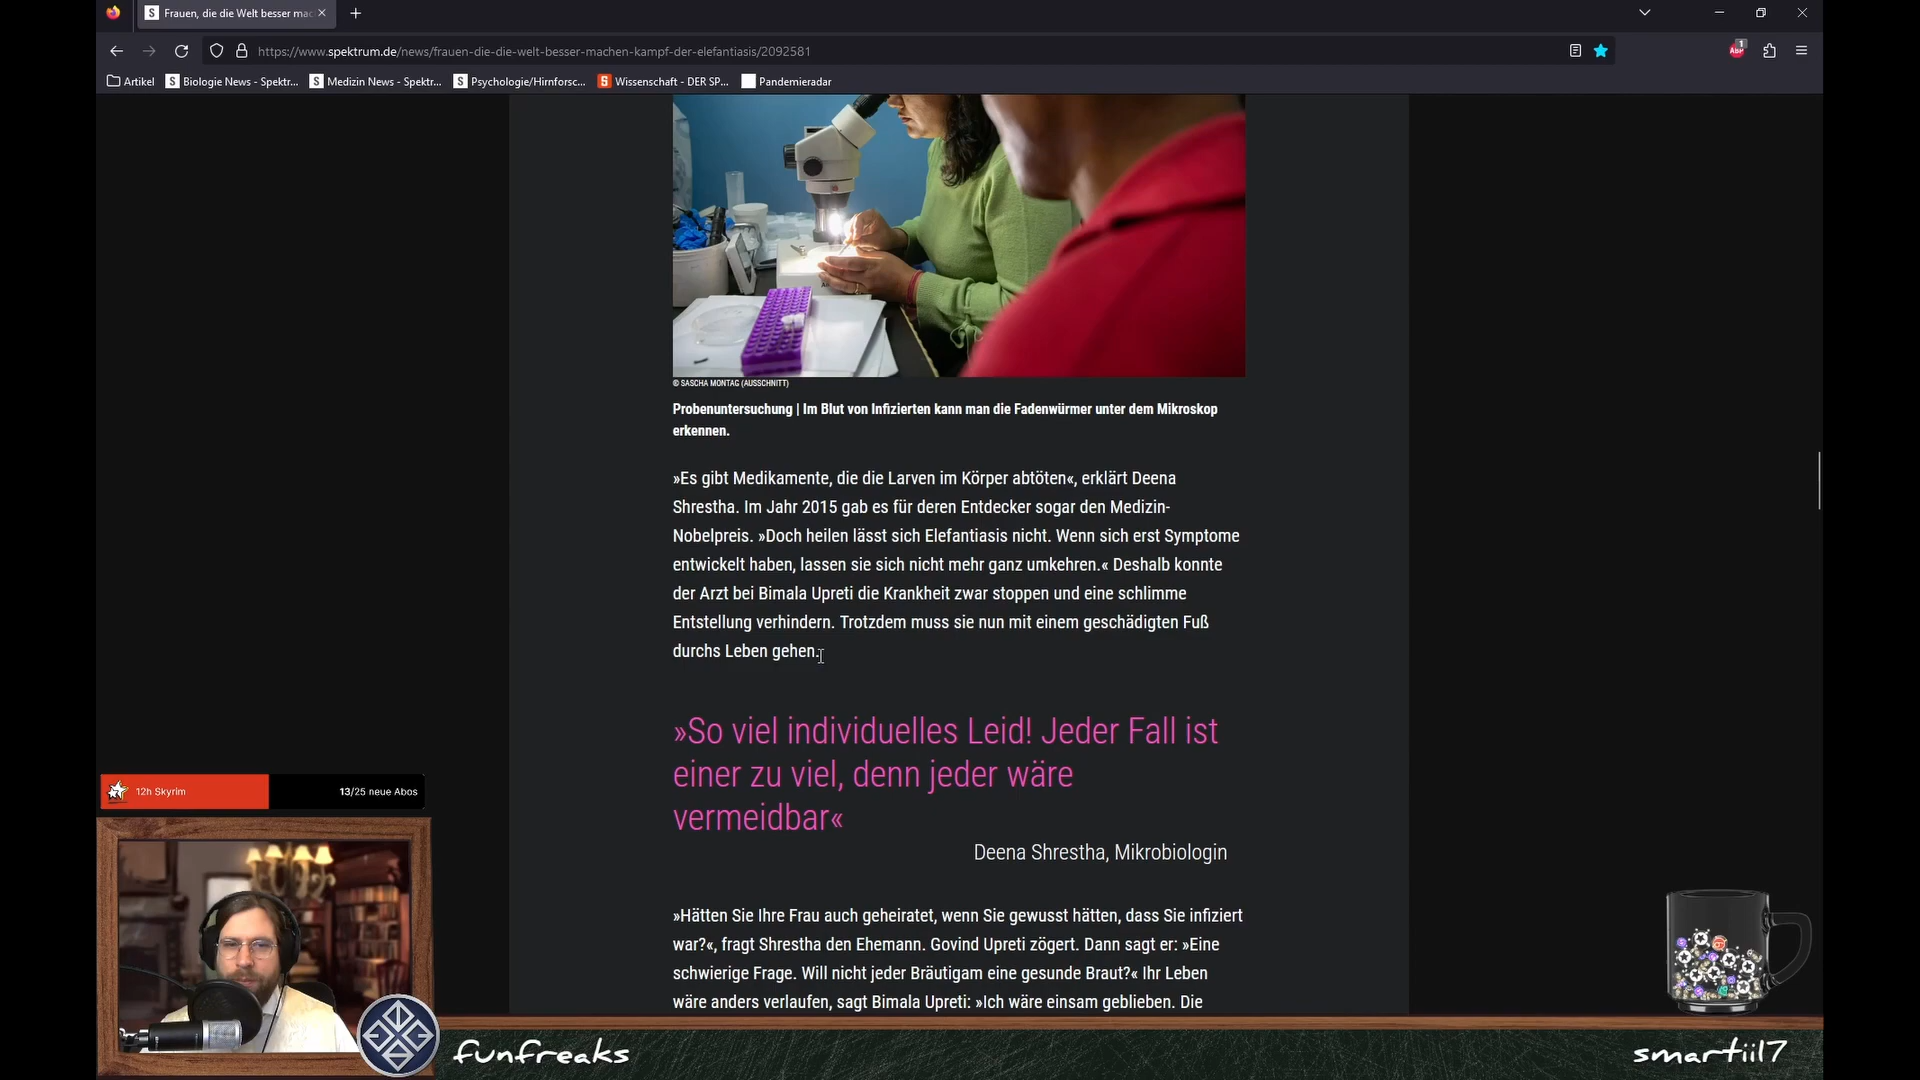 Frauen, die die Welt besser mac
https://www.spektrum.de/news/frauen-die-die-welt-besser-machen-kampf-der-elefantiasis/2092581
ABP
1
Artikel
Biologie News - Spektr...
Medizin News - Spektr...
Psychologie/Hirnforsc...
Wissenschaft - DER SP...
Pandemieradar
© SASCHA MONTAG (AUSSCHNITT)
Probenuntersuchung | Im Blut von Infizierten kann man die Fadenwürmer unter dem Mikroskop
erkennen.
»Es gibt Medikamente, die die Larven im Körper abtöten«, erklärt Deena
Shrestha. Im Jahr 2015 gab es für deren Entdecker sogar den Medizin-
Nobelpreis. »Doch heilen lässt sich Elefantiasis nicht. Wenn sich erst Symptome
entwickelt haben, lassen sie sich nicht mehr ganz umkehren.« Deshalb konnte
der Arzt bei Bimala Upreti die Krankheit zwar stoppen und eine schlimme
Entstellung verhindern. Trotzdem muss sie nun mit einem geschädigten Fuß
durchs Leben gehen.
»So viel individuelles Leid! Jeder Fall ist
einer zu viel, denn jeder wäre
vermeidbar«
Deena Shrestha, Mikrobiologin
»Hätten Sie Ihre Frau auch geheiratet, wenn Sie gewusst hätten, dass Sie infiziert
war?«, fragt Shrestha den Ehemann. Govind Upreti zögert. Dann sagt er: »Eine
schwierige Frage. Will nicht jeder Bräutigam eine gesunde Braut?« Ihr Leben
wäre anders verlaufen, sagt Bimala Upreti: »Ich wäre einsam geblieben. Die
12h Skyrim
13/25 neue Abos
funfreaks
smartiil7